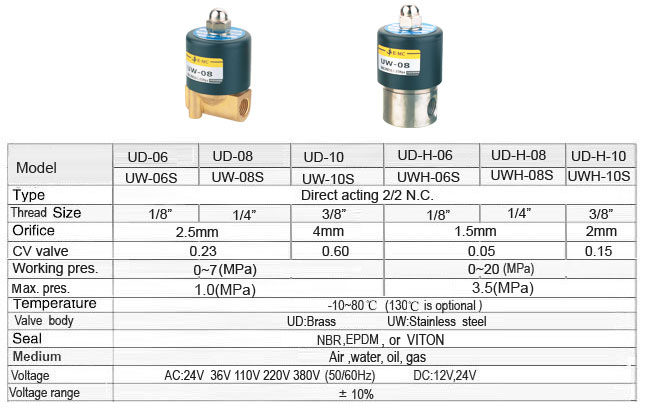 E·MC
UW-08
E·MC
UW-08
Model UD-06 UD-08 UD-10 UD-H-06 UD-H-08 UD-H-10
UW-06S UW-08S UW-10S UWH-06S UWH-08S UWH-10S
Type Direct acting 2/2 N.C.
Thread Size 1/8” 1/4” 3/8” 1/8” 1/4” 3/8”
Orifice 2.5mm 4mm 1.5mm 2mm
CV valve 0.23 0.60 0.05 0.15
Working pres. 0~7(MPa) 0~20(MPa)
Max. pres. 1.0(MPa) 3.5(MPa)
Temperature -10~80℃ (130℃ is optional )
Valve body UD:Brass UW:Stainless steel
Seal NBR,EPDM, or VITON
Medium Air ,water, oil, gas
Voltage AC:24V 36V 110V 220V 380V (50/60Hz) DC:12V,24V
Voltage range ± 10%